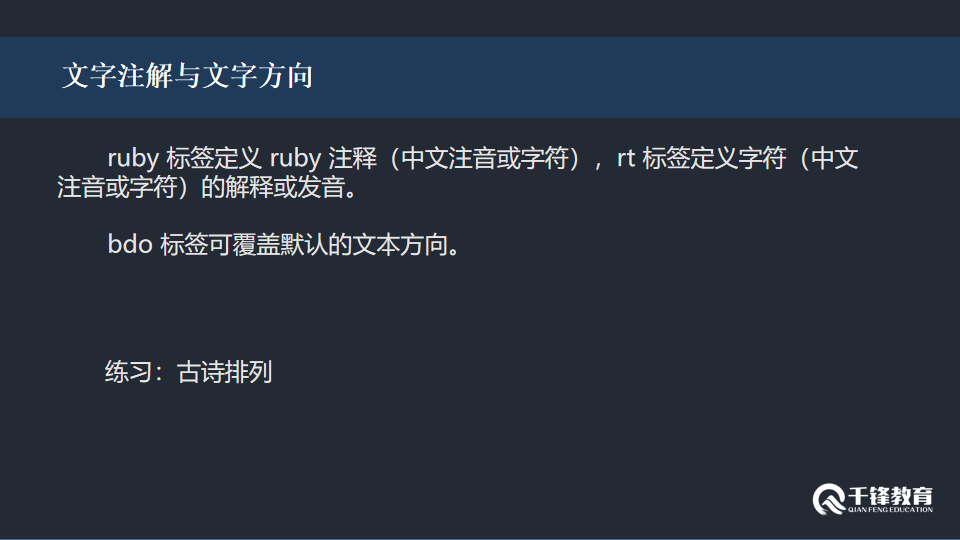 文字注解与文字方向
ruby 标签定义 ruby 注释（中文注音或字符），rt 标签定义字符（中文
注音或字符）的解释或发音。
bdo 标签可覆盖默认的文本方向。
练习：古诗排列
千锋教育
QIAN FENG EDUCATION